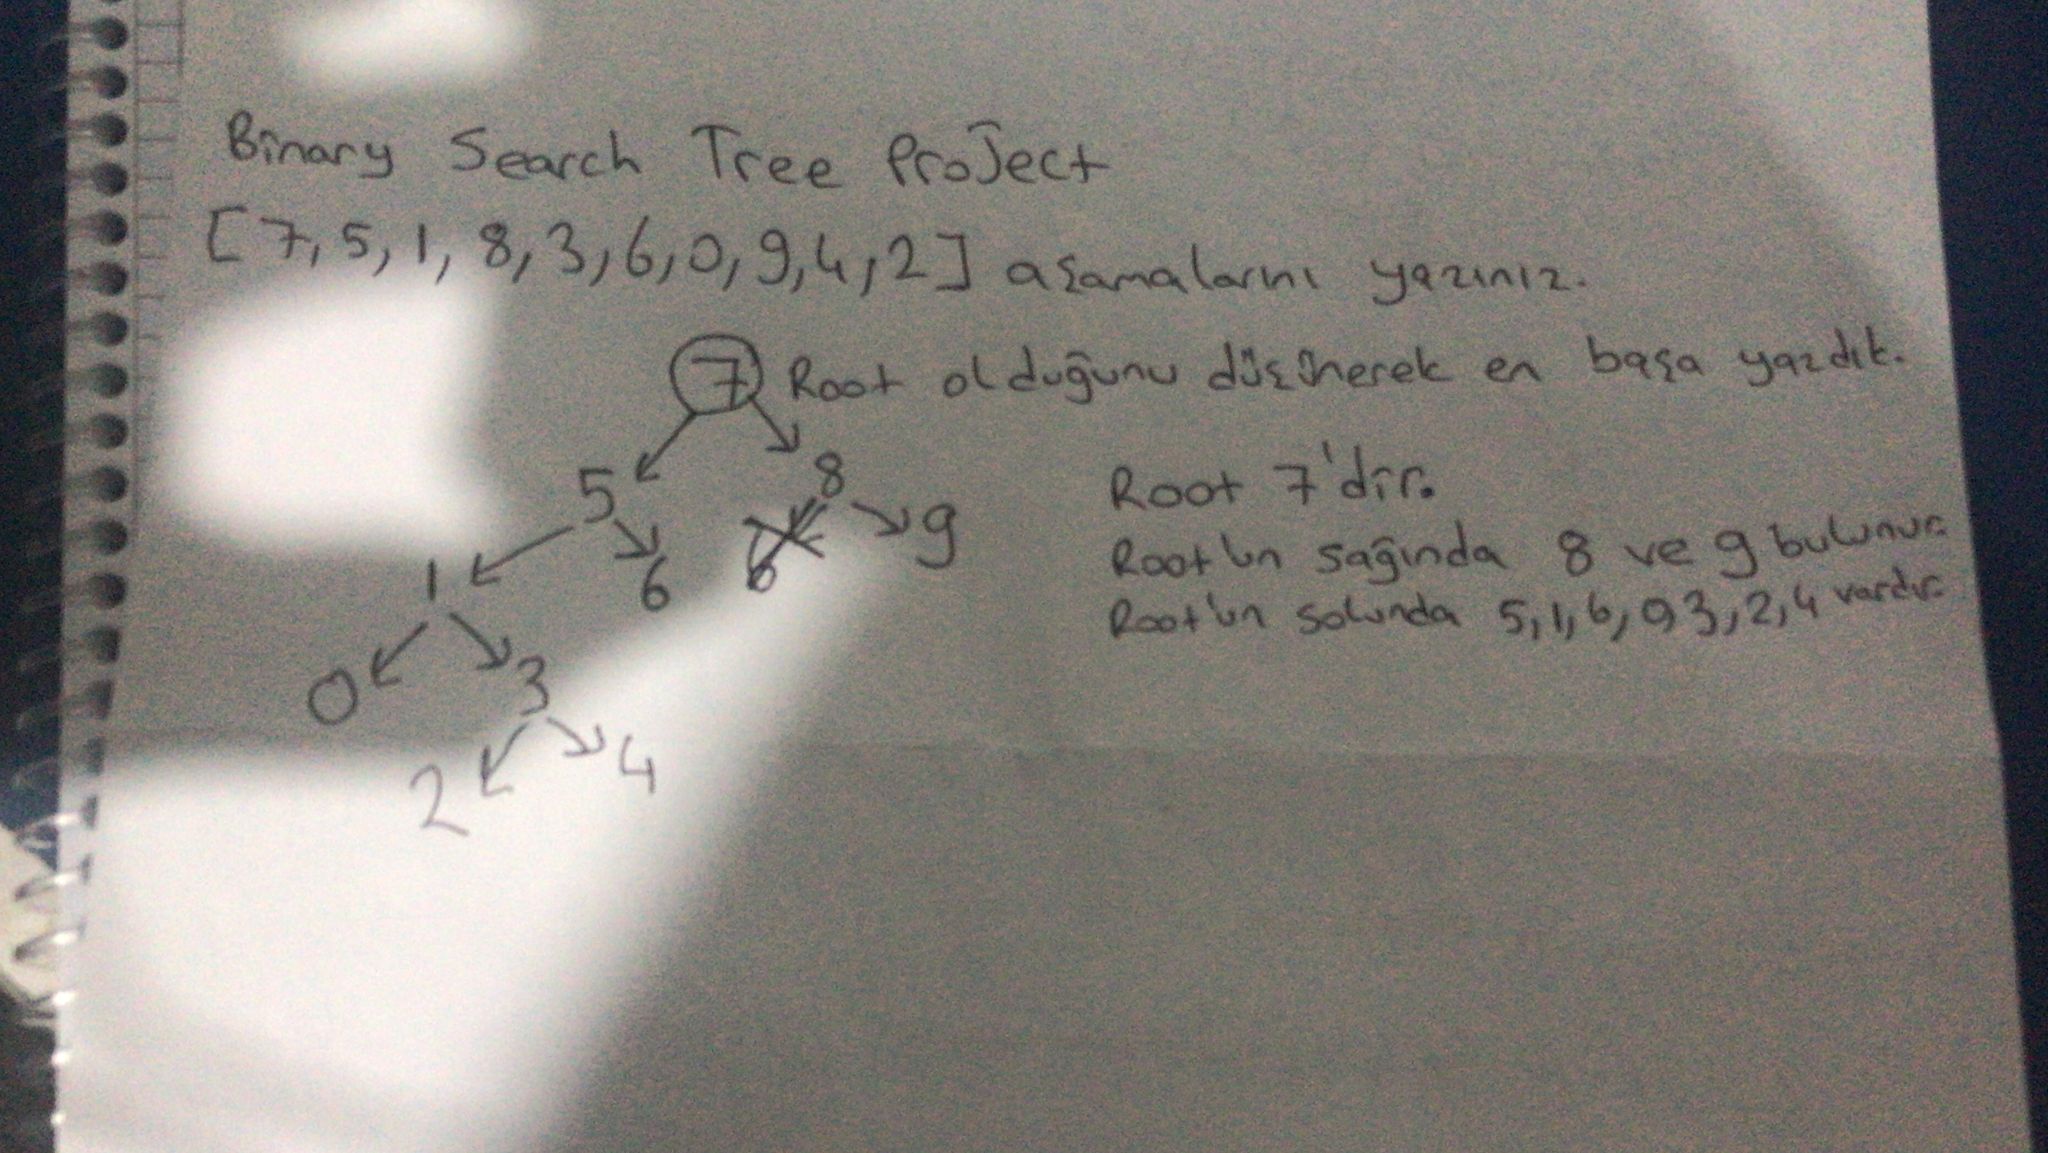 Binary Search Tree Project
[7,5,1,8,3,6,0,9,4,2] aşamalarını yazınız.
7 Root olduğunu düşünerek en başa yazdık.
5 8
1 6 6 9
0 3
2 4
Root 7'dir.
Root'un sağında 8 ve 9 bulunur.
Root'un solunda 5,1,6,0,3,2,4 vardır.